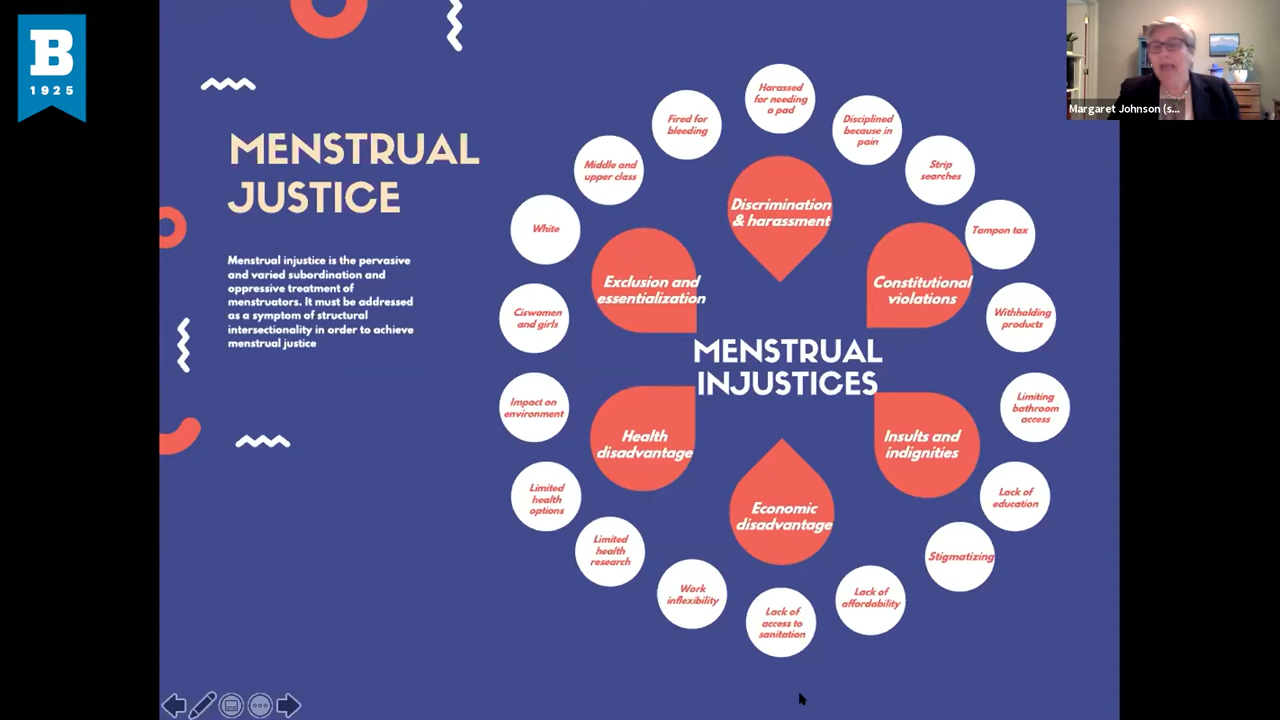 B
1925
MENSTRUAL
JUSTICE
Menstrual injustice is the pervasive
and varied subordination and
oppressive treatment of
menstruators. It must be addressed
as a symptom of structural
intersectionality in order to achieve
menstrual justice
MENSTRUAL
INJUSTICES
Discrimination
& harassment
Constitutional
violations
Insults and
indignities
Economic
disadvantage
Health
disadvantage
Exclusion and
essentialization
Harassed
for needing
a pad
Disciplined
because in
pain
Strip
searches
Tampon tax
Withholding
products
Limiting
bathroom
access
Lack of
education
Stigmatizing
Lack of
affordability
Lack of
access to
sanitation
Work
inflexibility
Limited
health
research
Limited
health
options
Impact on
environment
Ciswomen
and girls
White
Middle and
upper class
Fired for
bleeding
Margaret Johnson (s...